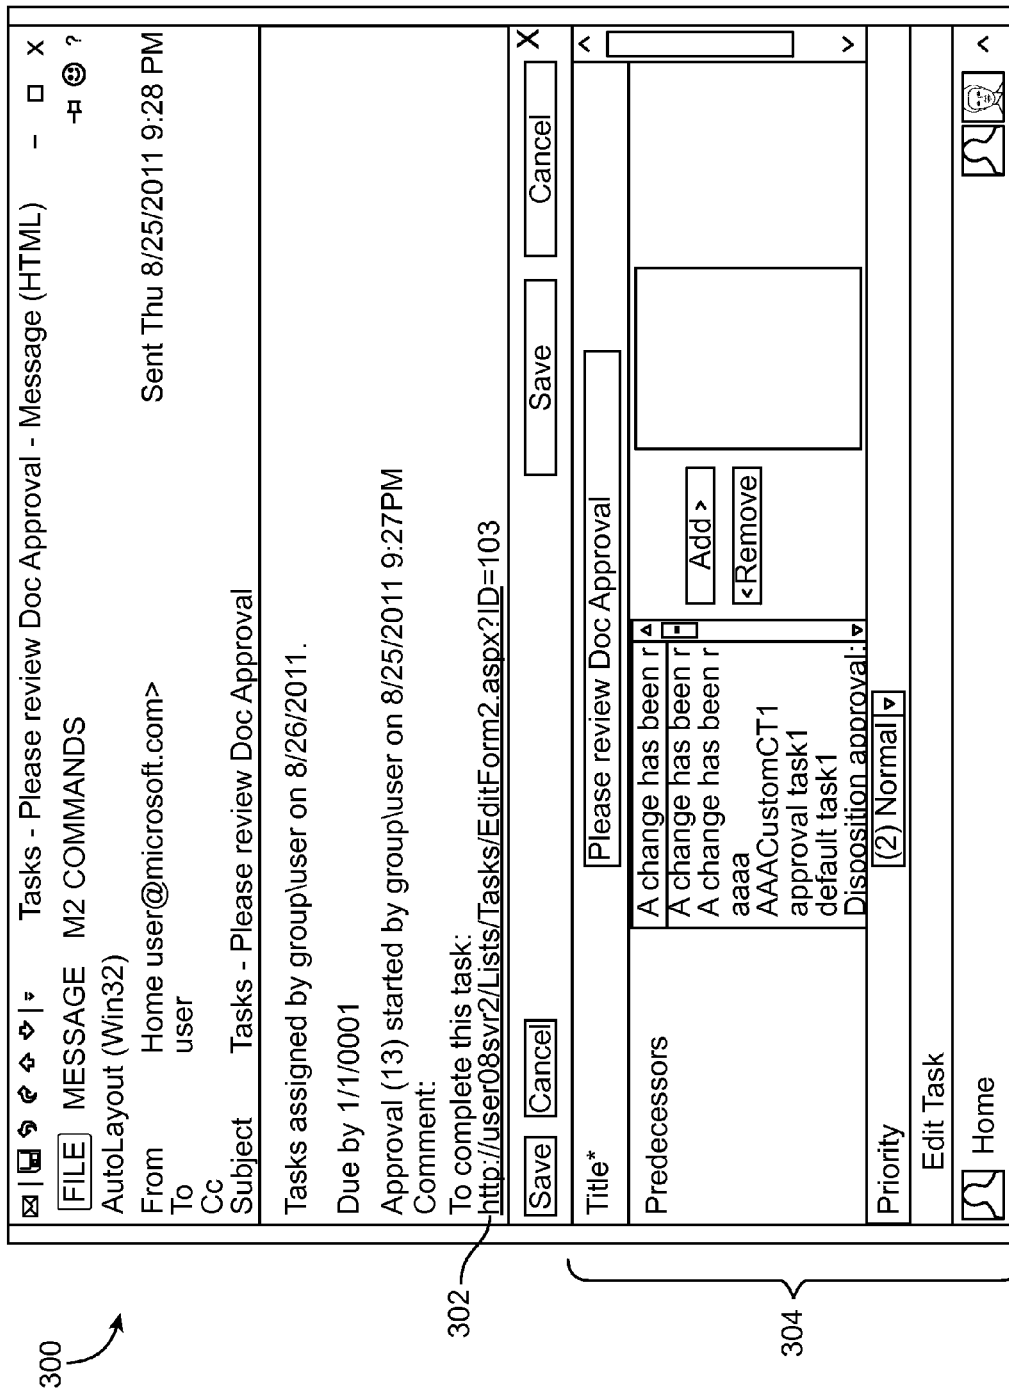 300
Tasks - Please review Doc Approval - Message (HTML) – □ X
FILE MESSAGE M2 COMMANDS ?
AutoLayout (Win32)
From Home user@microsoft.com> Sent Thu 8/25/2011 9:28 PM
To user
Cc
Subject Tasks - Please review Doc Approval
Tasks assigned by group\user on 8/26/2011.
Due by 1/1/0001
Approval (13) started by group\user on 8/25/2011 9:27PM
Comment:
To complete this task:
302
http://user08svr2/Lists/Tasks/EditForm2.aspx?ID=103
X
Save Cancel Save Cancel
Title* Please review Doc Approval
Predecessors
A change has been r
A change has been r
A change has been r
aaaa
AAACustomCT1
approval task1
default task1
Disposition approval:
Add >
< Remove
304
Priority (2) Normal
Edit Task
Home